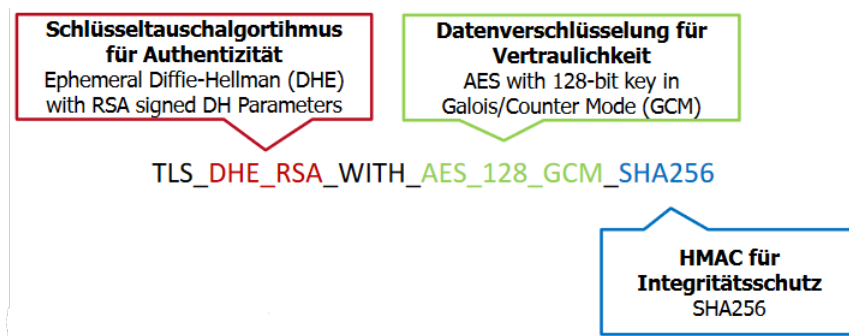 Schlüsseltauschalgortihmus
für Authentizität
Ephemeral Diffie-Hellman (DHE)
with RSA signed DH Parameters
Datenverschlüsselung für
Vertraulichkeit
AES with 128-bit key in
Galois/Counter Mode (GCM)
TLS_DHE_RSA_WITH_AES_128_GCM_SHA256
HMAC für
Integritätsschutz
SHA256